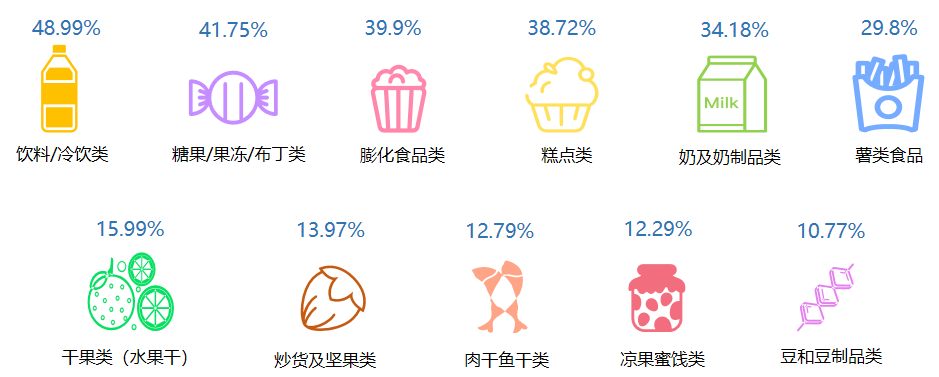 48.99%
41.75%
39.9%
38.72%
34.18%
29.8%
Milk
饮料/冷饮类
糖果/果冻/布丁类
膨化食品类
糕点类
奶及奶制品类
薯类食品
15.99%
13.97%
12.79%
12.29%
10.77%
干果类（水果干）
炒货及坚果类
肉干鱼干类
凉果蜜饯类
豆和豆制品类